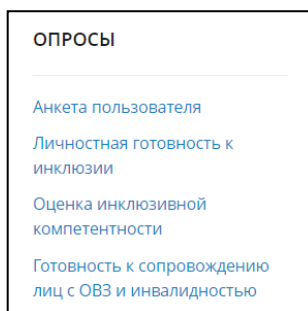 ОПРОСЫ
Анкета пользователя
Личностная готовность к
инклюзии
Оценка инклюзивной
компетентности
Готовность к сопровождению
лиц с ОВЗ и инвалидностью